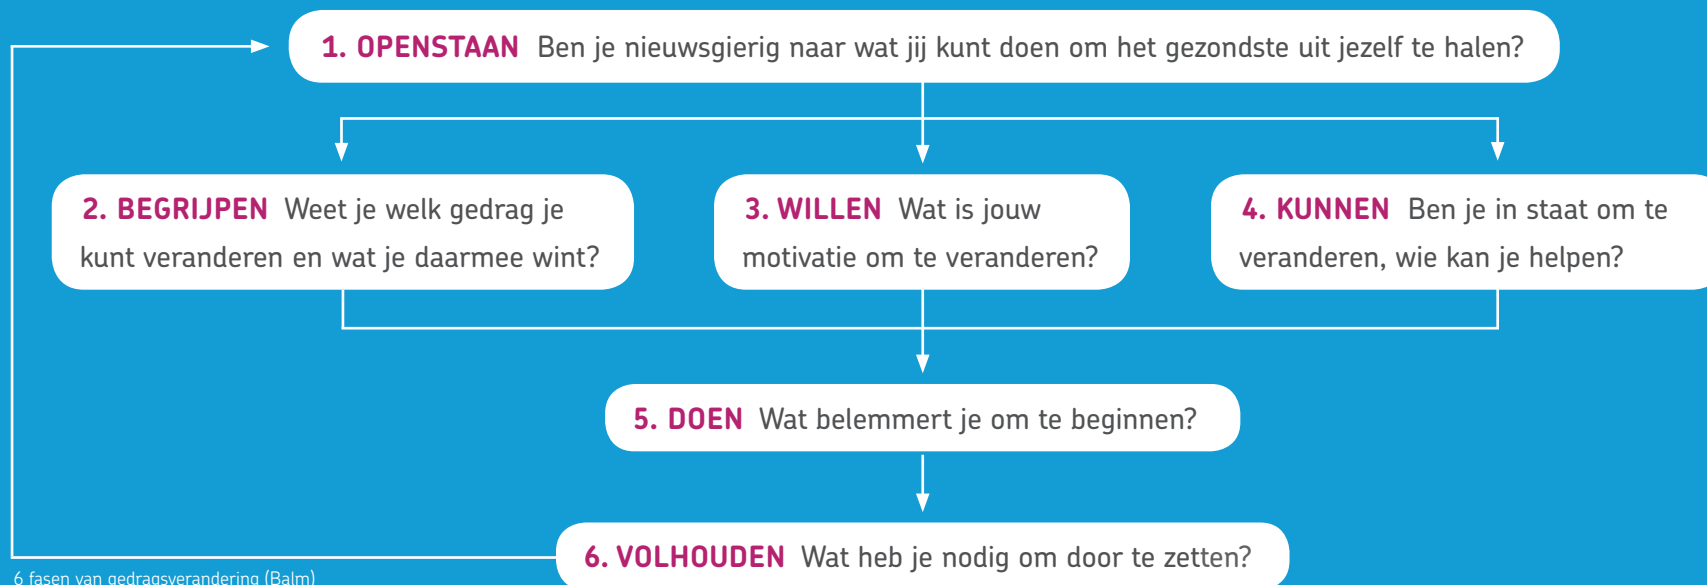 1. OPENSTAAN Ben je nieuwsgierig naar wat jij kunt doen om het gezondste uit jezelf te halen?
2. BEGRIJPEN Weet je welk gedrag je
kunt veranderen en wat je daarmee wint?
3. WILLEN Wat is jouw
motivatie om te veranderen?
4. KUNNEN Ben je in staat om te
veranderen, wie kan je helpen?
5. DOEN Wat belemmert je om te beginnen?
6. VOLHOUDEN Wat heb je nodig om door te zetten?
6 fasen van gedragsverandering (Balm)